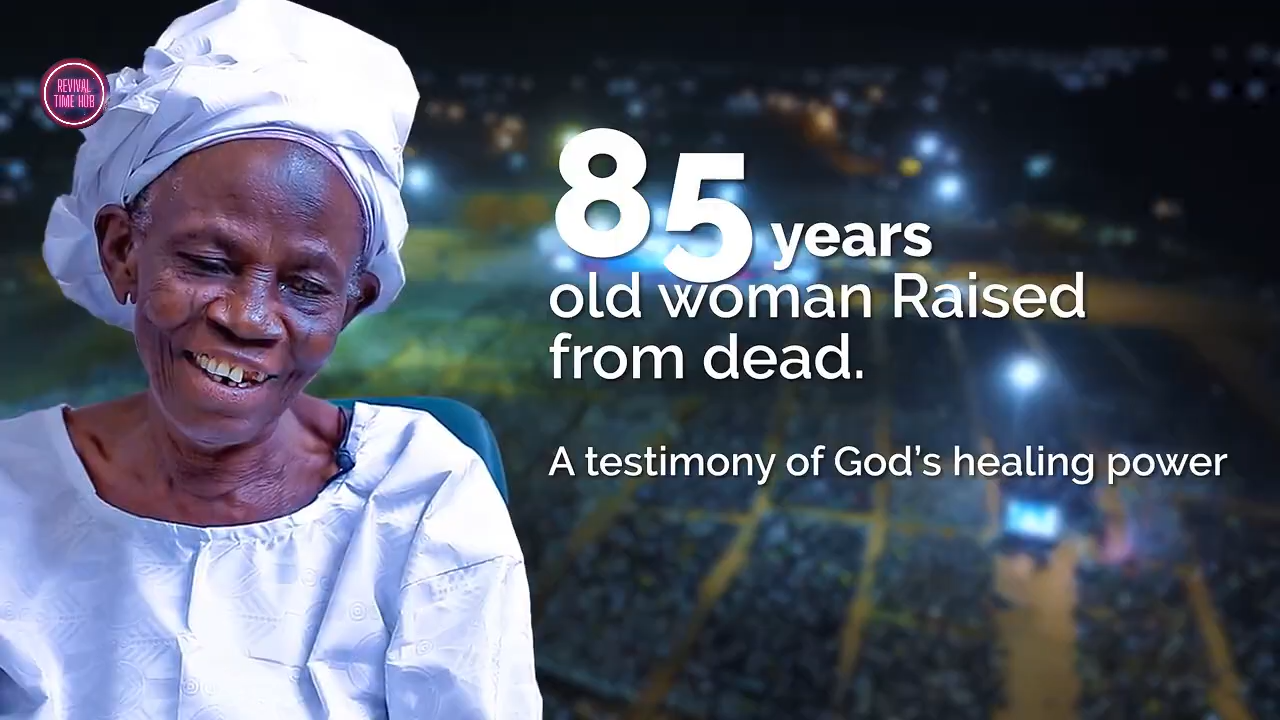 REVIVAL
TIME HUB
85 years
old woman Raised
from dead.
A testimony of God's healing power